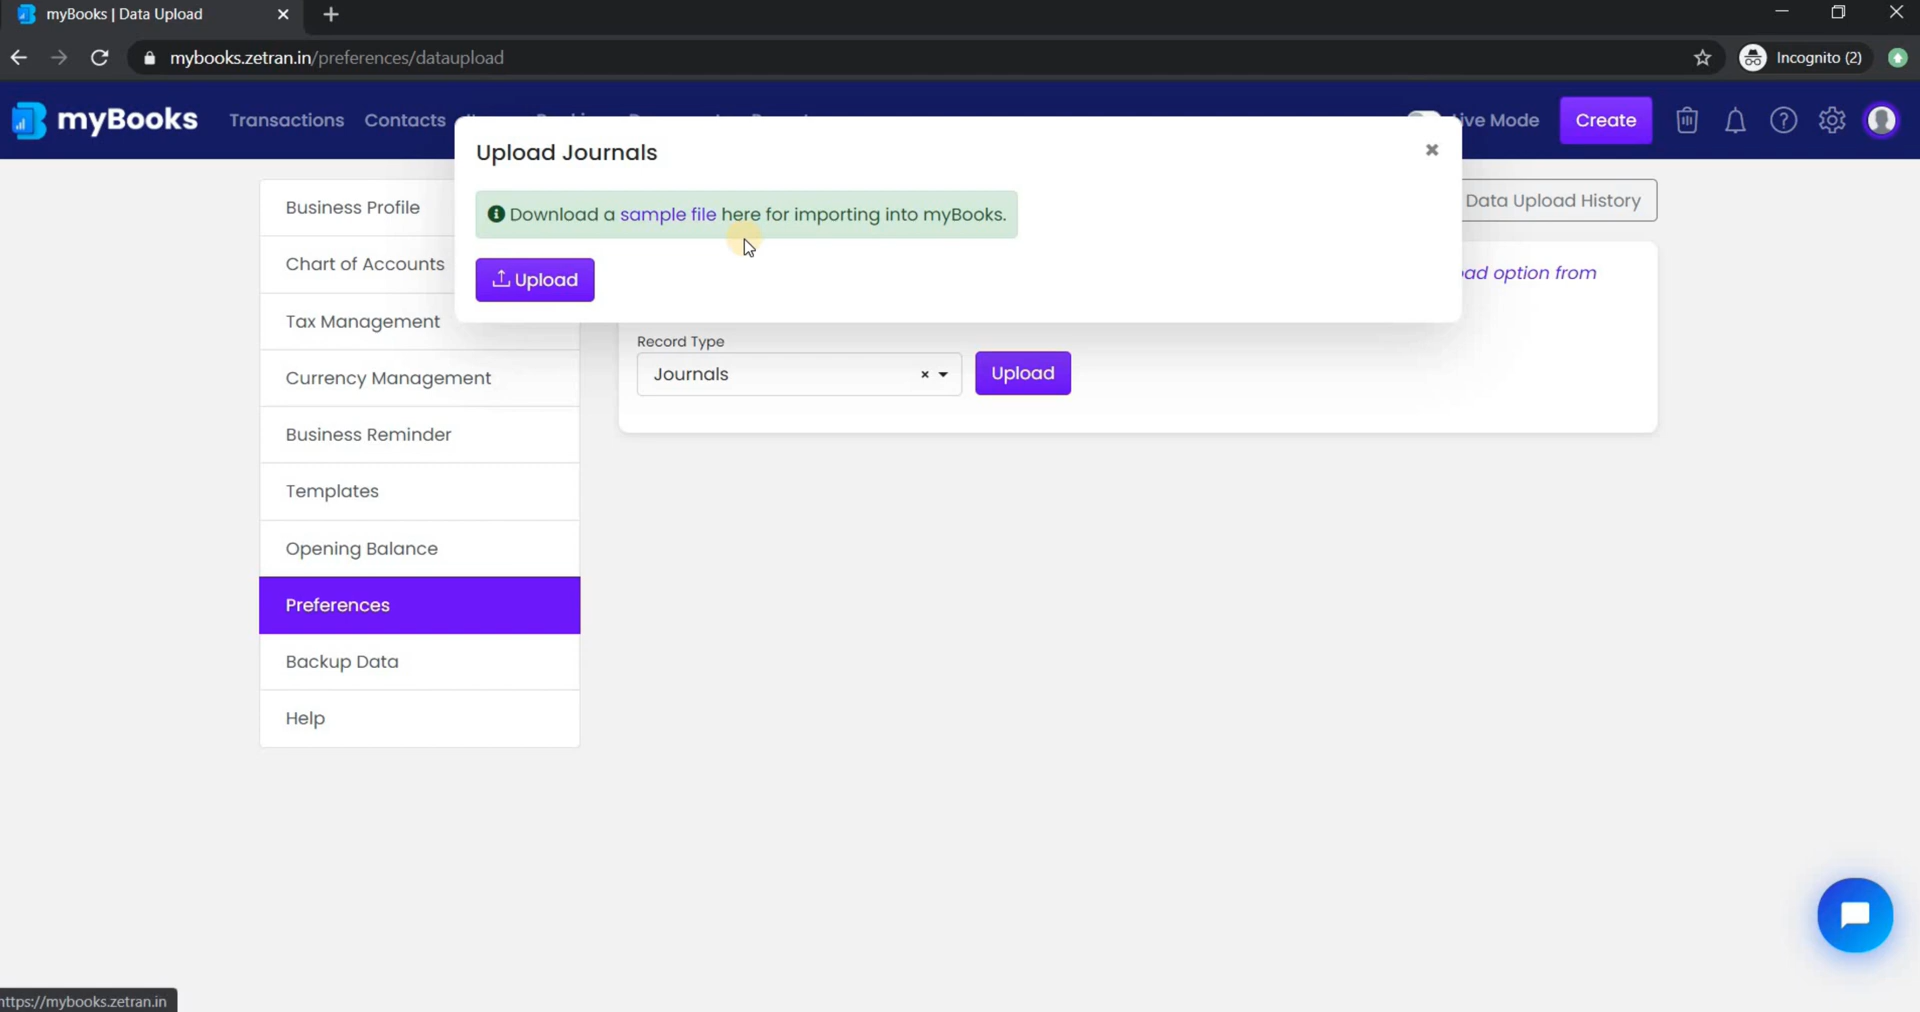 myBooks | Data Upload
mybooks.zetran.in/preferences/dataupload
Incognito (2)
myBooks
Transactions
Contacts
Live Mode
Create
Upload Journals
Download a sample file here for importing into myBooks.
Upload
Data Upload History
option from
Record Type
Journals
Upload
Business Profile
Chart of Accounts
Tax Management
Currency Management
Business Reminder
Templates
Opening Balance
Preferences
Backup Data
Help
https://mybooks.zetran.in